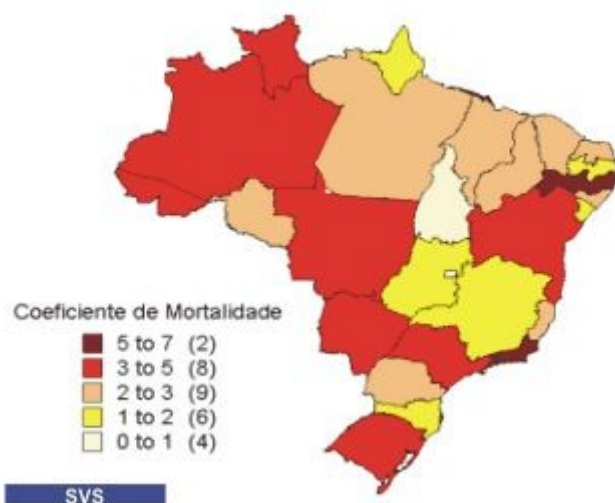 Coeficiente de Mortalidade
5 to 7 (2)
3 to 5 (8)
2 to 3 (9)
1 to 2 (6)
0 to 1 (4)
SVS